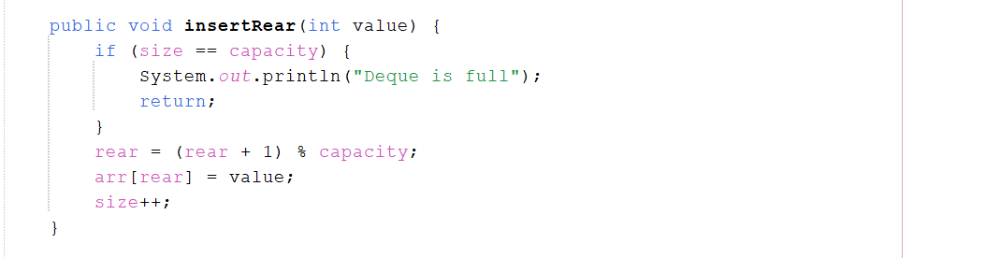 public void insertRear(int value) {
    if (size == capacity) {
        System.out.println("Deque is full");
        return;
    }
    rear = (rear + 1) % capacity;
    arr[rear] = value;
    size++;
}